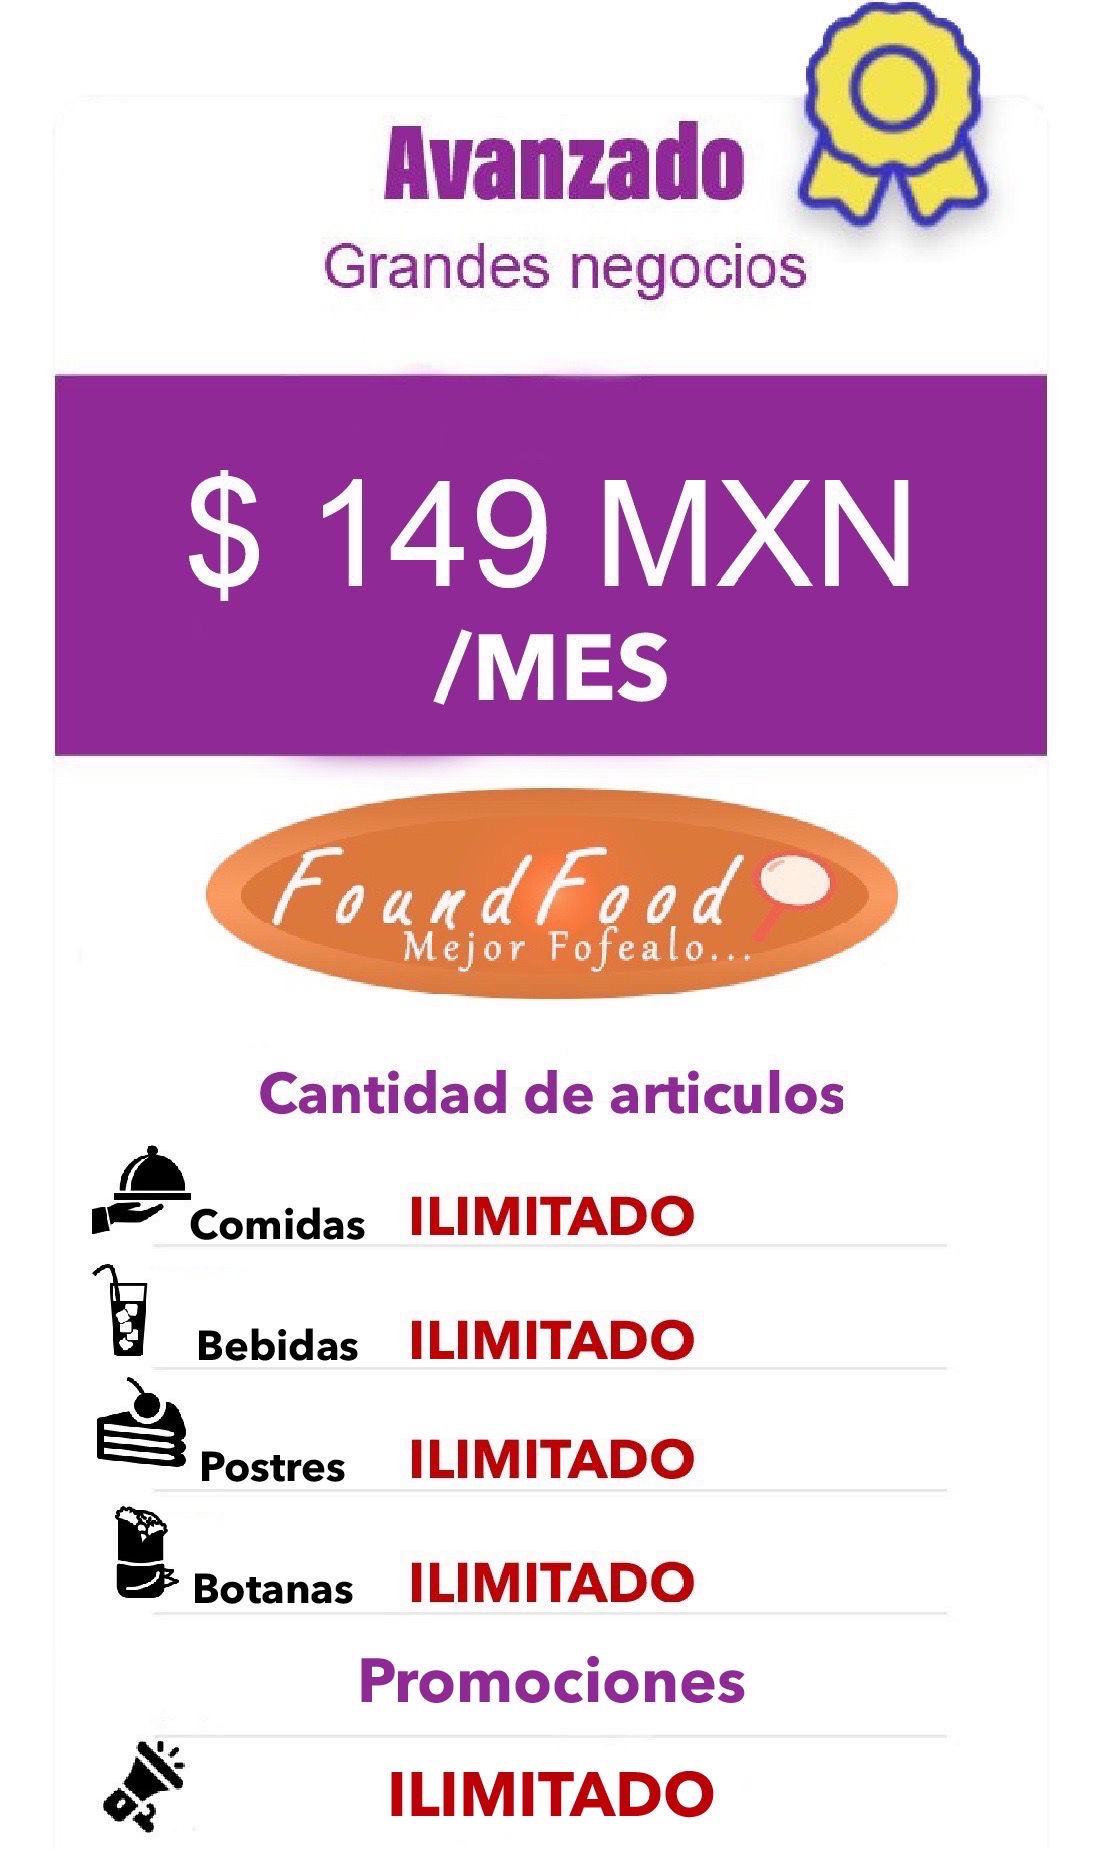 Avanzado
Grandes negocios
$ 149 MXN
/MES
FoundFood
Mejor Fofealo...
Cantidad de articulos
Comidas ILIMITADO
Bebidas ILIMITADO
Postres ILIMITADO
Botanas ILIMITADO
Promociones
ILIMITADO